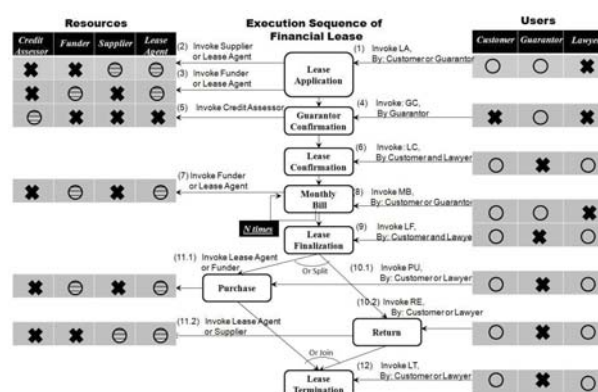 Resources
Execution Sequence of
Financial Lease
Users
Credit
Assessor
Funder
Supplier
Lease
Agent
Customer
Guarantor
Lawyer
(2) Invoke Supplier
or Lease Agent
(1) Invoke LA,
By: Customer or Guarantor
Lease
Application
(3) Invoke Funder
or Lease Agent
(5) Invoke Credit Assessor
(4) Invoke: GC,
By Guarantor
Guarantor
Confirmation
(6) Invoke: LC,
By: Customer and Lawyer
Lease
Confirmation
(7) Invoke Funder
or Lease Agent
(8) Invoke MB,
By: Customer or Guarantor
Monthly
Bill
N times
(9) Invoke LF,
By: Customer and Lawye
Lease
Finalization
Or Split
(11.1) Invoke Lease Agent
or Funder
(10.1) Invoke PU,
By: Customer or Lawyer
Purchase
(10.2) Invoke RE,
By: Customer or Lawyer
(11.2) Invoke Lease Agent
or Supplier
Return
Or Join
(12) Invoke LT,
By: Customer or Lawyer
Lease
Termination